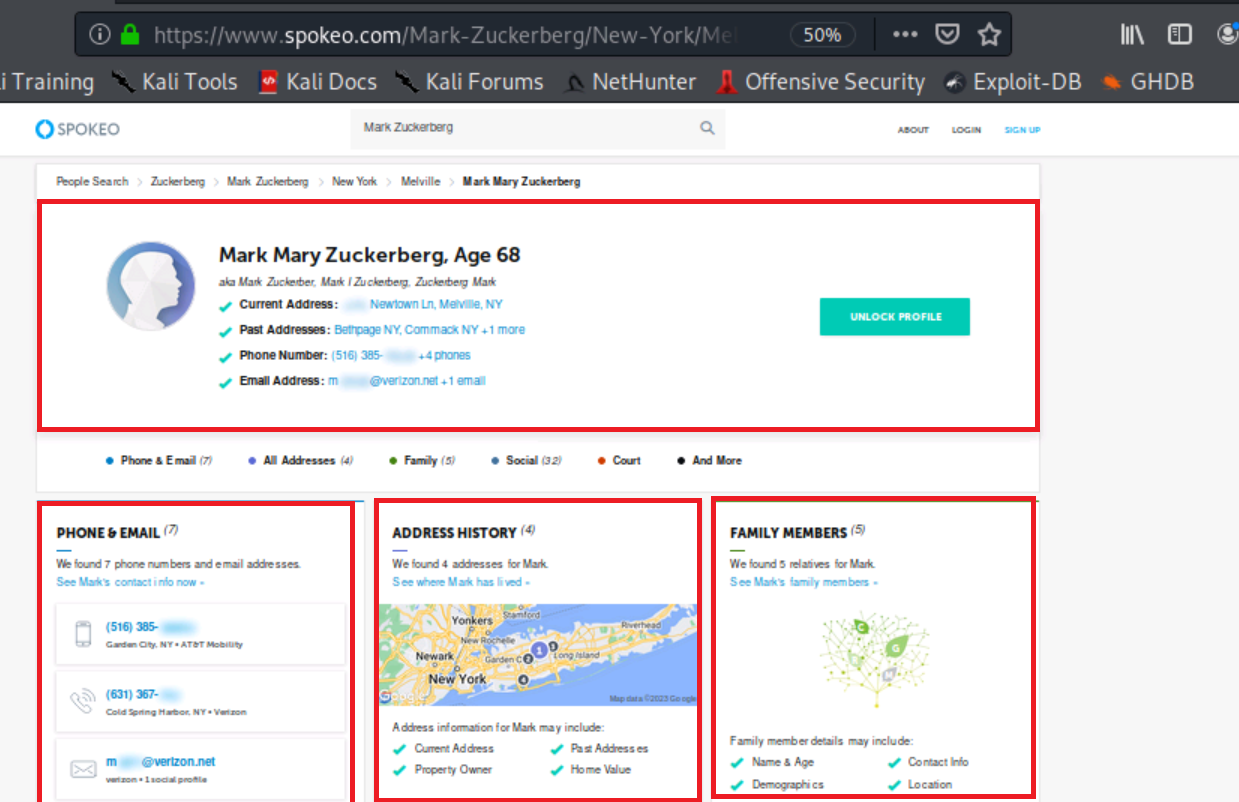 https://www.spokeo.com/Mark-Zuckerberg/New-York/Me 50%
i Training Kali Tools Kali Docs Kali Forums NetHunter Offensive Security Exploit-DB GHDB
SPOKEO Mark Zuckerberg ABOUT LOGIN SIGN UP
People Search > Zuckerberg > Mark Zuckerberg > New York > Melville > Mark Mary Zuckerberg
Mark Mary Zuckerberg, Age 68
aka Mark Zuckerber, Mark I Zuckerberg, Zuckerberg Mark
Current Address: Newtown Ln, Melville, NY
UNLOCK PROFILE
Past Addresses: Bethpage NY, Commack NY +1 more
Phone Number: (516) 385- +4 phones
Email Address: m @verizon.net +1 email
Phone & Email (7) All Addresses (4) Family (5) Social (32) Court And More
PHONE & EMAIL (7)
We found 7 phone numbers and email addresses.
See Mark's contact info now »
(516) 385-
Garden City, NY • AT&T Mobility
(631) 367-
Cold Spring Harbor, NY • Verizon
m @verizon.net
verizon • 1 social profile
ADDRESS HISTORY (4)
We found 4 addresses for Mark.
See where Mark has lived »
Stamford
Yonkers
Riverhead
New Rochelle
Newark
Garden C
Long Island
1
2
3
4
New York
Google
Map data ©2023 Google
Address information for Mark may include:
Current Address Past Addresses
Property Owner Home Value
FAMILY MEMBERS (5)
We found 5 relatives for Mark.
See Mark's family members »
G
G
M
Family member details may include:
Name & Age Contact Info
Demographics Location